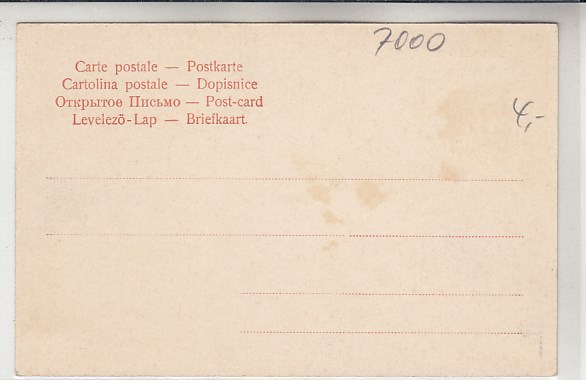 7000
Carte postale — Postkarte
Cartolina postale — Dopisnice
Открытое Письмо — Post-card
Levelező-Lap — Briefkaart.
4,-